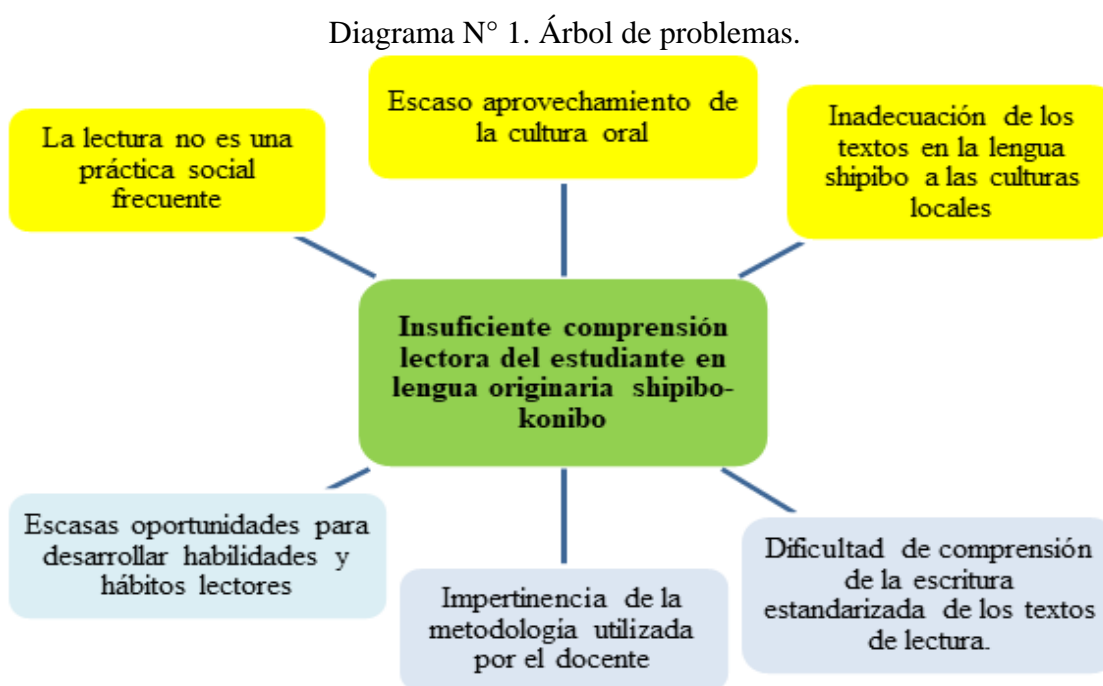 Diagrama N° 1. Árbol de problemas.
La lectura no es una
práctica social
frecuente
Escaso aprovechamiento de
la cultura oral
Inadecuación de los
textos en la lengua
shipibo a las culturas
locales
Insuficiente comprensión
lectora del estudiante en
lengua originaria shipibo-
konibo
Escasas oportunidades para
desarrollar habilidades y
hábitos lectores
Impertinencia de la
metodología utilizada
por el docente
Dificultad de comprensión
de la escritura
estandarizada de los textos
de lectura.